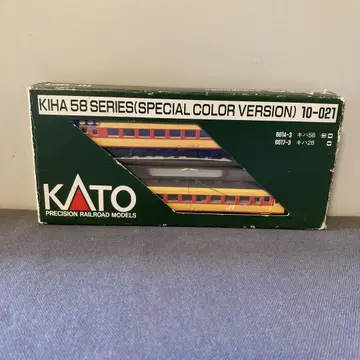 KIHA 58 SERIES(SPECIAL COLOR VERSION) 10-021
6014-3 キハ58
6017-3 キハ28
KATO
PRECISION RAILROAD MODELS